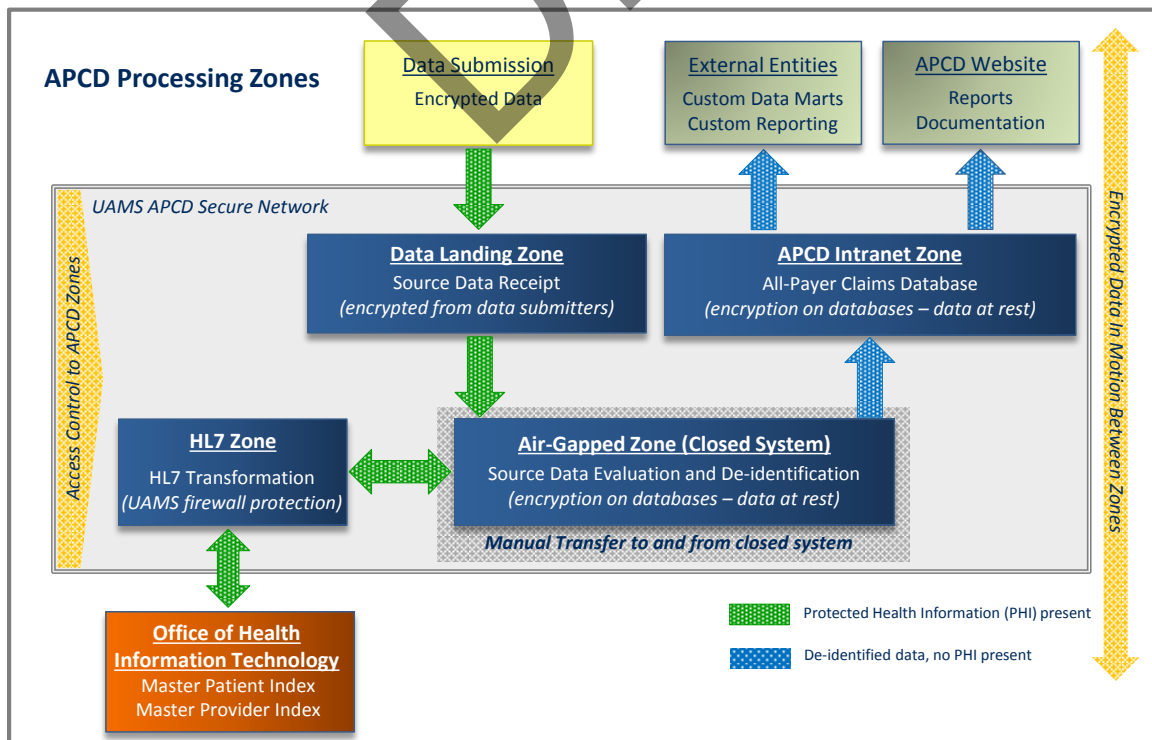 APCD Processing Zones
Data Submission
Encrypted Data
External Entities
Custom Data Marts
Custom Reporting
APCD Website
Reports
Documentation
UAMS APCD Secure Network
Access Control to APCD Zones
Encrypted Data In Motion Between Zones
Data Landing Zone
Source Data Receipt
(encrypted from data submitters)
APCD Intranet Zone
All-Payer Claims Database
(encryption on databases – data at rest)
HL7 Zone
HL7 Transformation
(UAMS firewall protection)
Air-Gapped Zone (Closed System)
Source Data Evaluation and De-identification
(encryption on databases – data at rest)
Manual Transfer to and from closed system
Office of Health
Information Technology
Master Patient Index
Master Provider Index
Protected Health Information (PHI) present
De-identified data, no PHI present